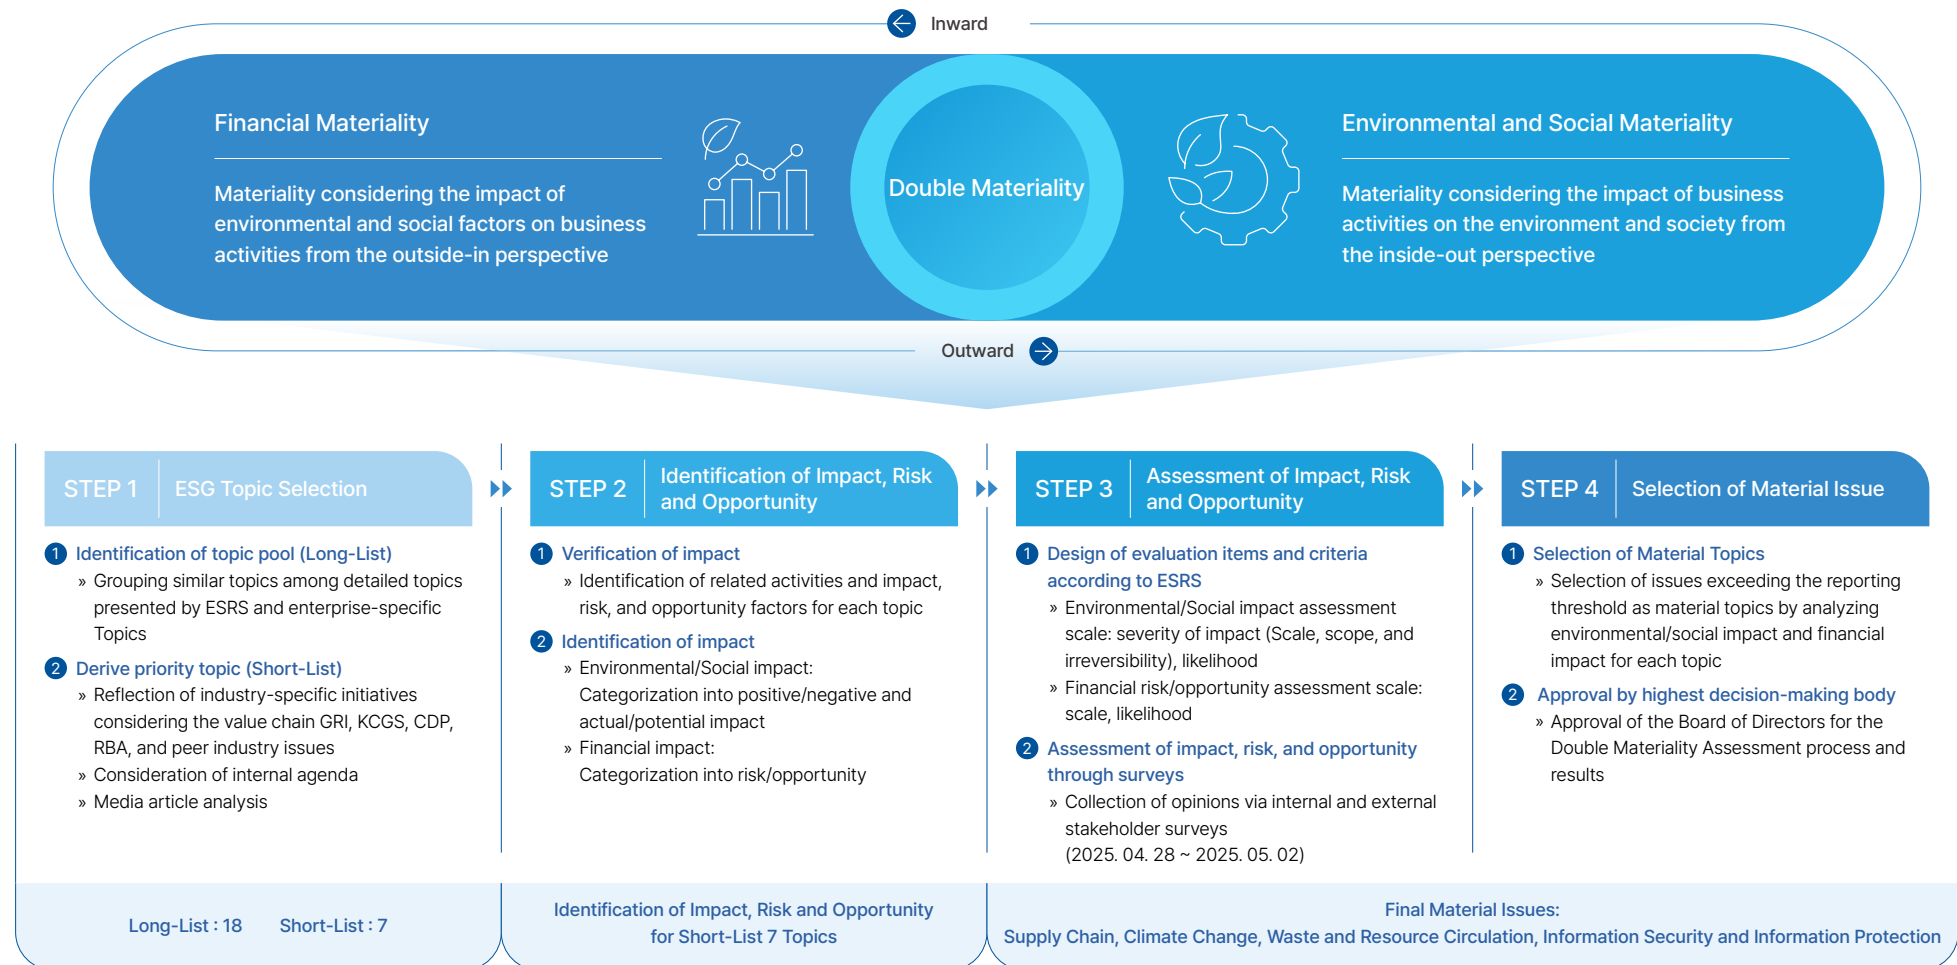 Inward
Financial Materiality
Materiality considering the impact of
environmental and social factors on business
activities from the outside-in perspective
Double Materiality
Environmental and Social Materiality
Materiality considering the impact of business
activities on the environment and society from
the inside-out perspective
Outward
STEP 1
ESG Topic Selection
1 Identification of topic pool (Long-List)
» Grouping similar topics among detailed topics
presented by ESRS and enterprise-specific
Topics
2 Derive priority topic (Short-List)
» Reflection of industry-specific initiatives
considering the value chain GRI, KCGS, CDP,
RBA, and peer industry issues
» Consideration of internal agenda
» Media article analysis
Long-List : 18 Short-List : 7
STEP 2
Identification of Impact, Risk
and Opportunity
1 Verification of impact
» Identification of related activities and impact,
risk, and opportunity factors for each topic
2 Identification of impact
» Environmental/Social impact:
Categorization into positive/negative and
actual/potential impact
» Financial impact:
Categorization into risk/opportunity
Identification of Impact, Risk and Opportunity
for Short-List 7 Topics
STEP 3
Assessment of Impact, Risk
and Opportunity
1 Design of evaluation items and criteria
according to ESRS
» Environmental/Social impact assessment
scale: severity of impact (Scale, scope, and
irreversibility), likelihood
» Financial risk/opportunity assessment scale:
scale, likelihood
2 Assessment of impact, risk, and opportunity
through surveys
» Collection of opinions via internal and external
stakeholder surveys
(2025. 04. 28 ~ 2025. 05. 02)
STEP 4
Selection of Material Issue
1 Selection of Material Topics
» Selection of issues exceeding the reporting
threshold as material topics by analyzing
environmental/social impact and financial
impact for each topic
2 Approval by highest decision-making body
» Approval of the Board of Directors for the
Double Materiality Assessment process and
results
Final Material Issues:
Supply Chain, Climate Change, Waste and Resource Circulation, Information Security and Information Protection